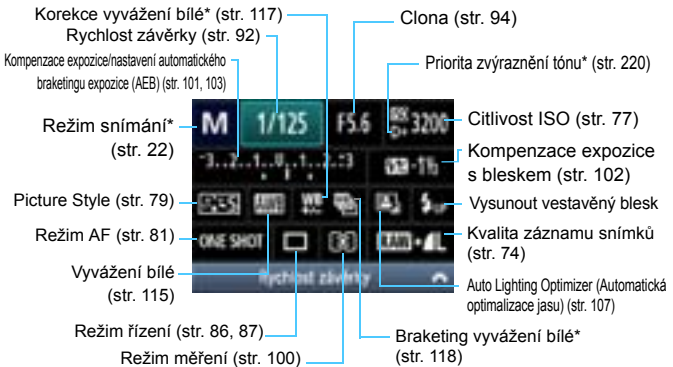 Korekce vyvážení bílé* (str. 117)
Rychlost závěrky (str. 92)
Kompenzace expozice/nastavení automatického
braketingu expozice (AEB) (str. 101, 103)
Clona (str. 94)
Priorita zvýraznění tónu* (str. 220)
Režim snímání*
(str. 22)
M 1/125 F5.6 ISO D+ 3200
Citlivost ISO (str. 77)
-3..2..1..0..1..2.:3
Kompenzace expozice
s bleskem (str. 102)
Picture Style (str. 79)
AWB WB
Vysunout vestavěný blesk
Režim AF (str. 81)
ONE SHOT RAW+ L
Kvalita záznamu snímků
(str. 74)
Vyvážení bílé
(str. 115)
Rychlost závěrky
Auto Lighting Optimizer (Automatická
optimalizace jasu) (str. 107)
Režim řízení (str. 86, 87)
Režim měření (str. 100)
Braketing vyvážení bílé*
(str. 118)